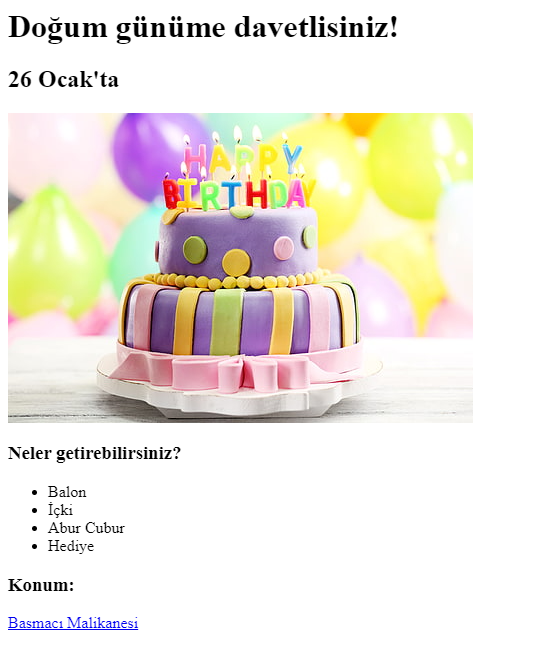 Doğum günüme davetlisiniz!
26 Ocak'ta
HAPPY
BIRTHDAY
Neler getirebilirsiniz?
Balon
İçki
Abur Cubur
Hediye
Konum:
Basmacı Malikanesi